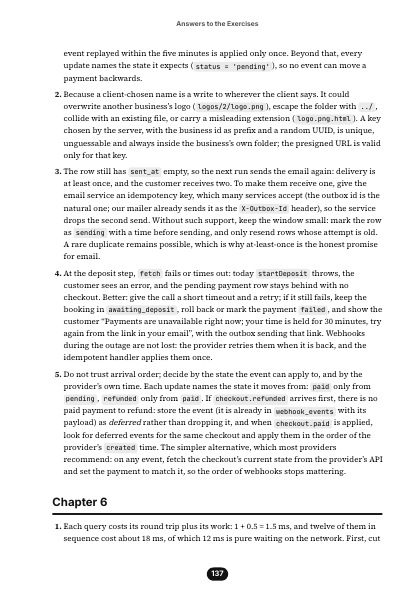 Answers to the Exercises
event replayed within the five minutes is applied only once. Beyond that, every
update names the state it expects ( status = 'pending' ), so no event can move a
payment backwards.
2. Because a client-chosen name is a write to wherever the client says. It could
overwrite another business's logo ( logos/2/logo.png ), escape the folder with ../ ,
collide with an existing file, or carry a misleading extension ( logo.png.html ). A key
chosen by the server, with the business id as prefix and a random UUID, is unique,
unguessable and always inside the business's own folder; the presigned URL is valid
only for that key.
3. The row still has sent_at empty, so the next run sends the email again: delivery is
at least once, and the customer receives two. To make them receive one, give the
email service an idempotency key, which many services accept (the outbox id is the
natural one; our mailer already sends it as the X-Outbox-Id header), so the service
drops the second send. Without such support, keep the window small: mark the row
as sending with a time before sending, and only resend rows whose attempt is old.
A rare duplicate remains possible, which is why at-least-once is the honest promise
for email.
4. At the deposit step, fetch fails or times out: today startDeposit throws, the
customer sees an error, and the pending payment row stays behind with no
checkout. Better: give the call a short timeout and a retry; if it still fails, keep the
booking in awaiting_deposit , roll back or mark the payment failed , and show the
customer “Payments are unavailable right now; your time is held for 30 minutes, try
again from the link in your email”, with the outbox sending that link. Webhooks
during the outage are not lost: the provider retries them when it is back, and the
idempotent handler applies them once.
5. Do not trust arrival order; decide by the state the event can apply to, and by the
provider's own time. Each update names the state it moves from: paid only from
pending , refunded only from paid . If checkout.refunded arrives first, there is no
paid payment to refund: store the event (it is already in webhook_events with its
payload) as deferred rather than dropping it, and when checkout.paid is applied,
look for deferred events for the same checkout and apply them in the order of the
provider's created time. The simpler alternative, which most providers
recommend: on any event, fetch the checkout's current state from the provider's API
and set the payment to match it, so the order of webhooks stops mattering.
Chapter 6
1. Each query costs its round trip plus its work: 1 + 0.5 = 1.5 ms, and twelve of them in
sequence cost about 18 ms, of which 12 ms is pure waiting on the network. First, cut
137